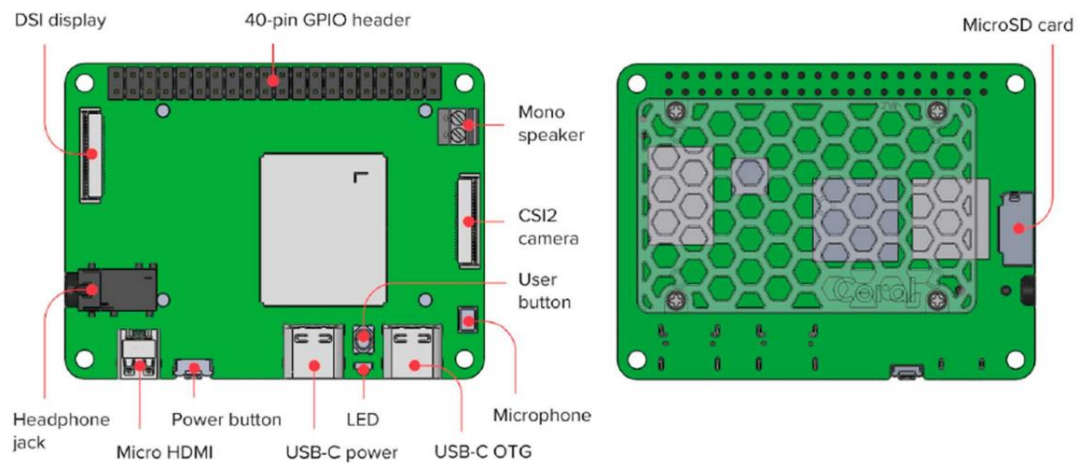 DSI display
40-pin GPIO header
MicroSD card
Mono
speaker
CSI2
camera
User
button
Coral
Headphone
jack
Power button
LED
Microphone
Micro HDMI
USB-C power
USB-C OTG